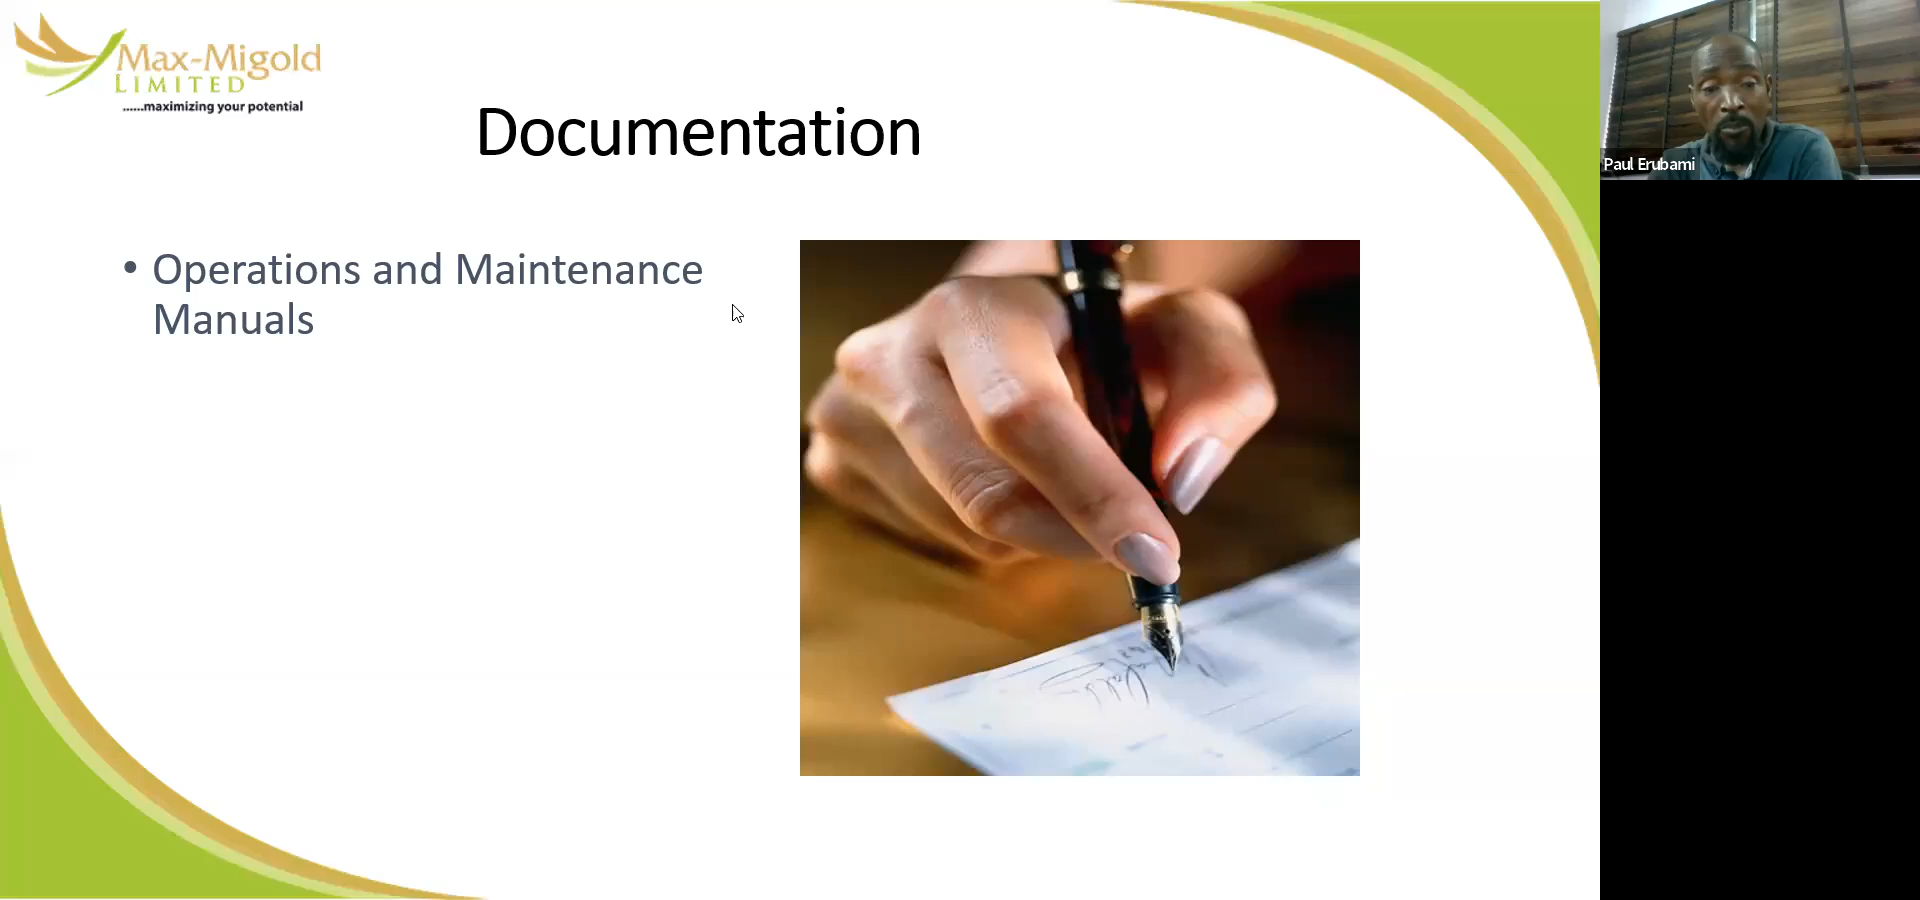 Max-Migold
LIMITED
......maximizing your potential
Documentation
• Operations and Maintenance
Manuals
Paul Erubami